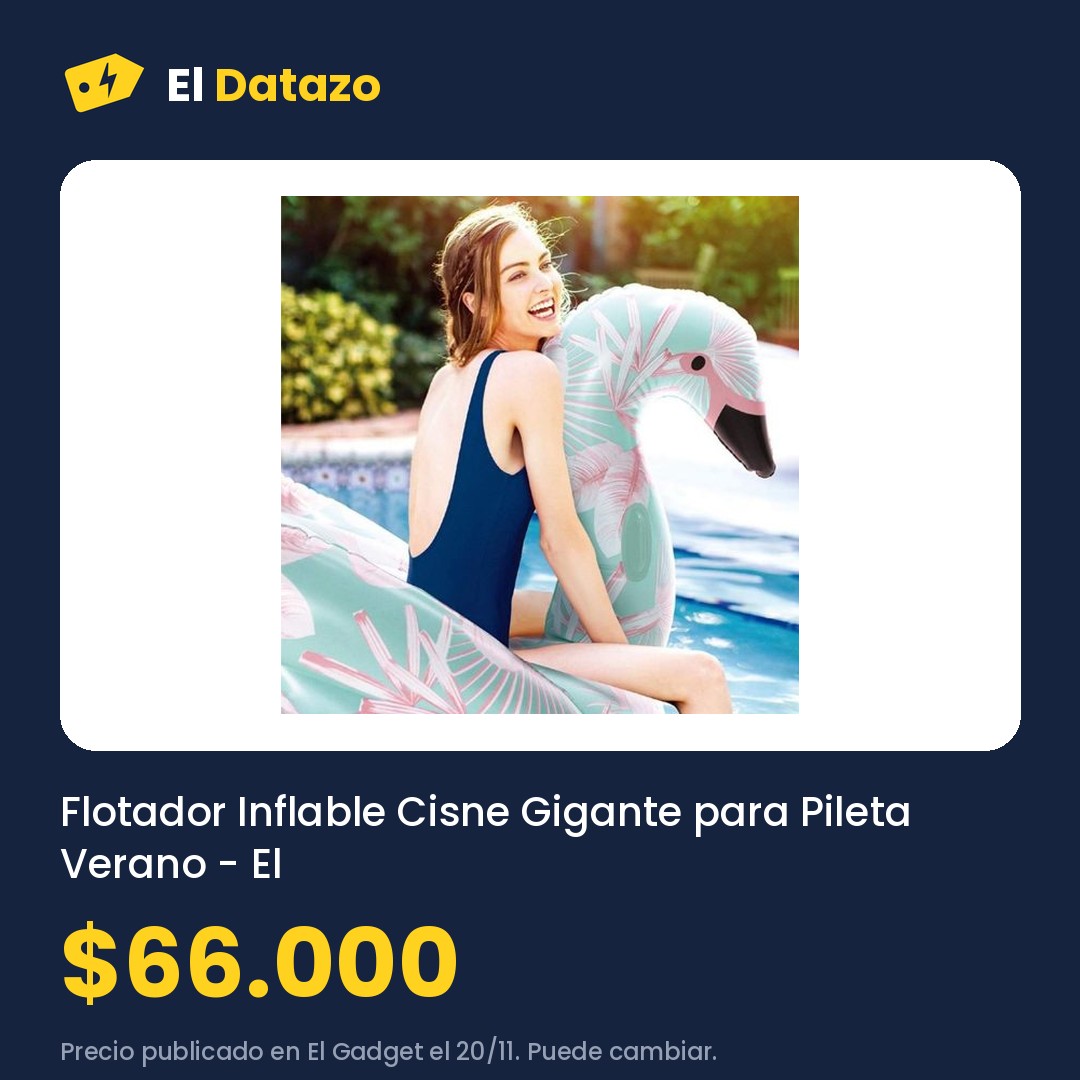 El Datazo
Flotador Inflable Cisne Gigante para Pileta
Verano - El
$66.000
Precio publicado en El Gadget el 20/11. Puede cambiar.